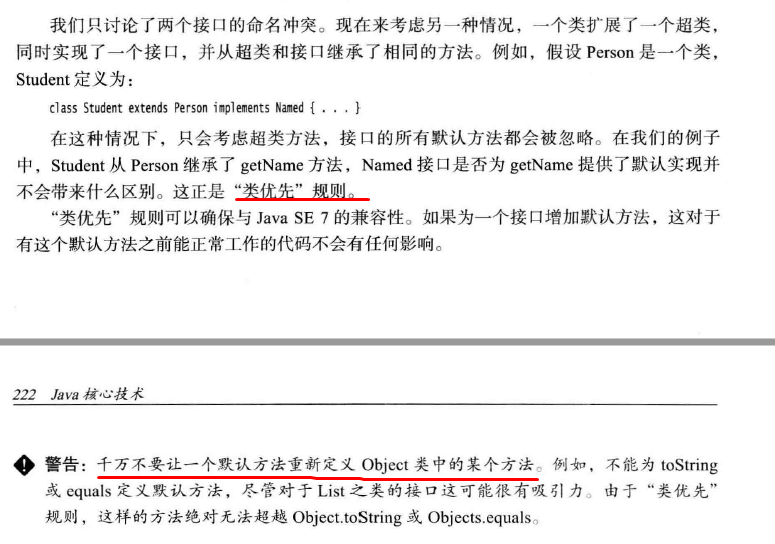 我们只讨论了两个接口的命名冲突。现在来考虑另一种情况，一个类扩展了一个超类，
同时实现了一个接口，并从超类和接口继承了相同的方法。例如，假设 Person 是一个类，
Student 定义为：
class Student extends Person implements Named { . . . }
在这种情况下，只会考虑超类方法，接口的所有默认方法都会被忽略。在我们的例子
中，Student 从 Person 继承了 getName 方法，Named 接口是否为 getName 提供了默认实现并
不会带来什么区别。这正是“类优先”规则。
“类优先”规则可以确保与 Java SE 7 的兼容性。如果为一个接口增加默认方法，这对于
有这个默认方法之前能正常工作的代码不会有任何影响。
222 Java 核心技术
警告：千万不要让一个默认方法重新定义 Object 类中的某个方法。例如，不能为 toString
或 equals 定义默认方法，尽管对于 List 之类的接口这可能很有吸引力。由于“类优先”
规则，这样的方法绝对无法超越 Object.toString 或 Objects.equals。